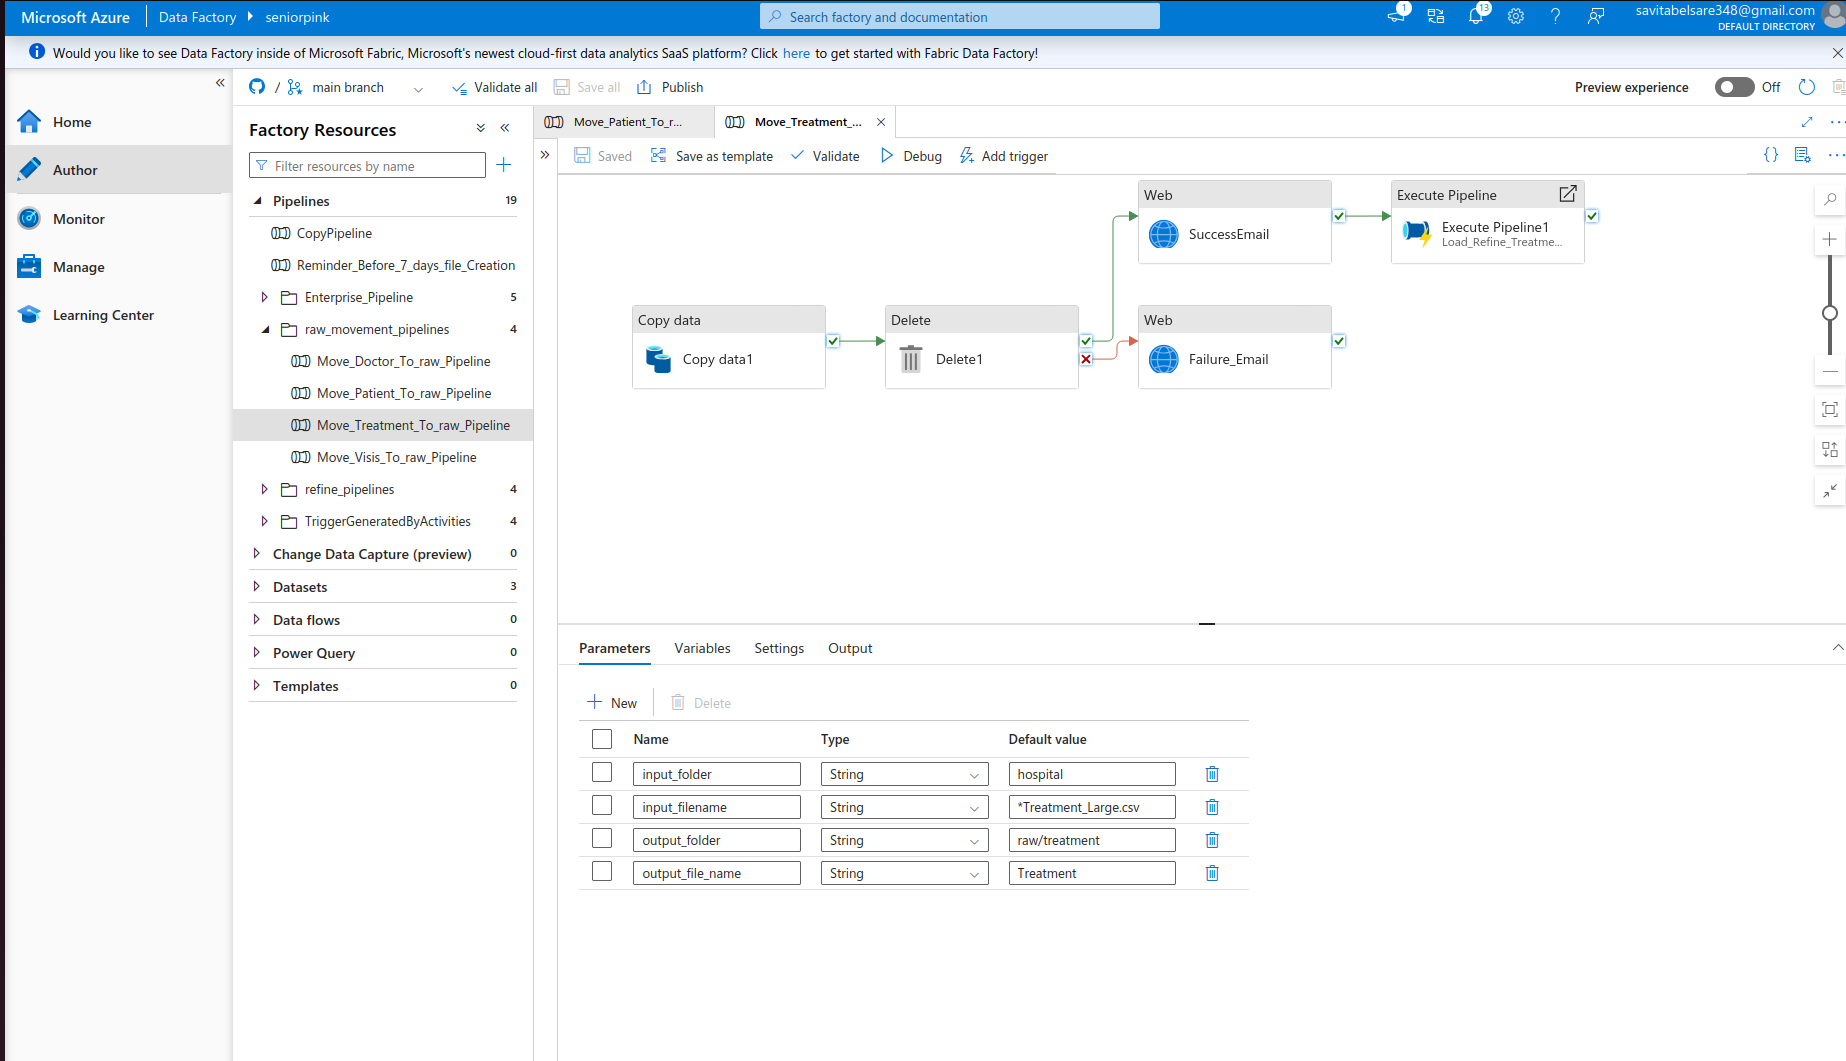 Microsoft Azure
Data Factory
seniorpink
Search factory and documentation
1
13
savitabelsare348@gmail.com
DEFAULT DIRECTORY
Would you like to see Data Factory inside of Microsoft Fabric, Microsoft's newest cloud-first data analytics SaaS platform? Click here to get started with Fabric Data Factory!
Home
Author
Monitor
Manage
Learning Center
/ main branch
Validate all
Save all
Publish
Preview experience
Off
Factory Resources
Filter resources by name
Pipelines 19
CopyPipeline
Reminder_Before_7_days_file_Creation
Enterprise_Pipeline 5
raw_movement_pipelines 4
Move_Doctor_To_raw_Pipeline
Move_Patient_To_raw_Pipeline
Move_Treatment_To_raw_Pipeline
Move_Visis_To_raw_Pipeline
refine_pipelines 4
TriggerGeneratedByActivities 4
Change Data Capture (preview) 0
Datasets 3
Data flows 0
Power Query 0
Templates 0
Move_Patient_To_r...
Move_Treatment_...
Saved
Save as template
Validate
Debug
Add trigger
{}
Web
SuccessEmail
Execute Pipeline
Execute Pipeline1
Load_Refine_Treatme...
Copy data
Copy data1
Delete
Delete1
Web
Failure_Email
Parameters Variables Settings Output
New
Delete
Name Type Default value
input_folder String hospital
input_filename String *Treatment_Large.csv
output_folder String raw/treatment
output_file_name String Treatment